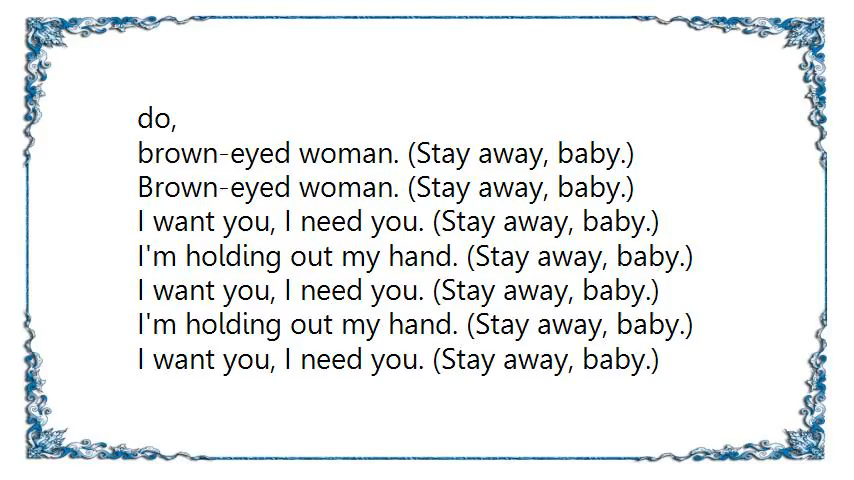 do,
brown-eyed woman. (Stay away, baby.)
Brown-eyed woman. (Stay away, baby.)
I want you, I need you. (Stay away, baby.)
I'm holding out my hand. (Stay away, baby.)
I want you, I need you. (Stay away, baby.)
I'm holding out my hand. (Stay away, baby.)
I want you, I need you. (Stay away, baby.)